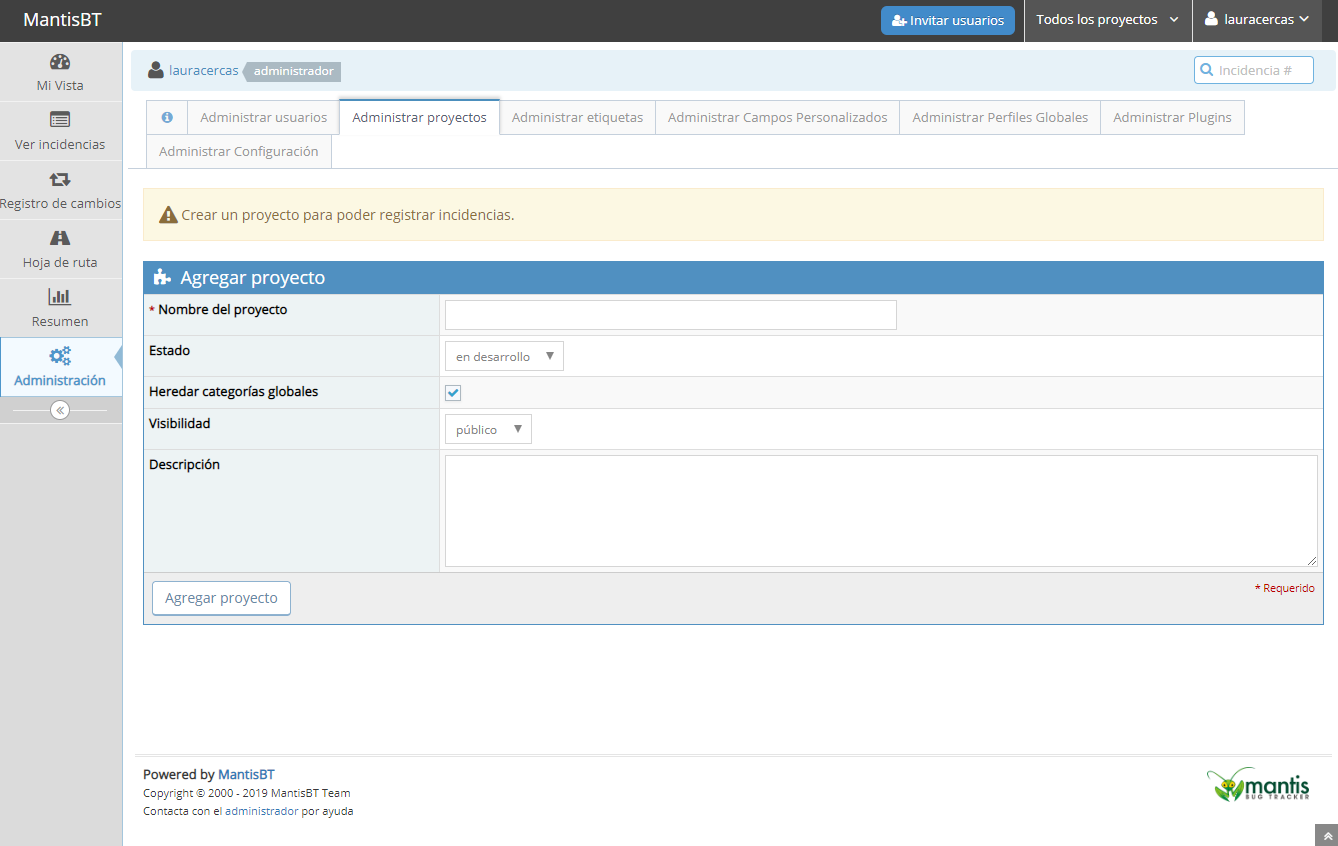 MantisBT
Invitar usuarios
Todos los proyectos
lauracercas
Mi Vista
Ver incidencias
Registro de cambios
Hoja de ruta
Resumen
Administración
lauracercas administrador
Incidencia #
Administrar usuarios
Administrar proyectos
Administrar etiquetas
Administrar Campos Personalizados
Administrar Perfiles Globales
Administrar Plugins
Administrar Configuración
Crear un proyecto para poder registrar incidencias.
Agregar proyecto
* Nombre del proyecto
Estado
en desarrollo
Heredar categorías globales
Visibilidad
público
Descripción
Agregar proyecto
* Requerido
Powered by MantisBT
Copyright © 2000 - 2019 MantisBT Team
Contacta con el administrador por ayuda
mantis
BUG TRACKER